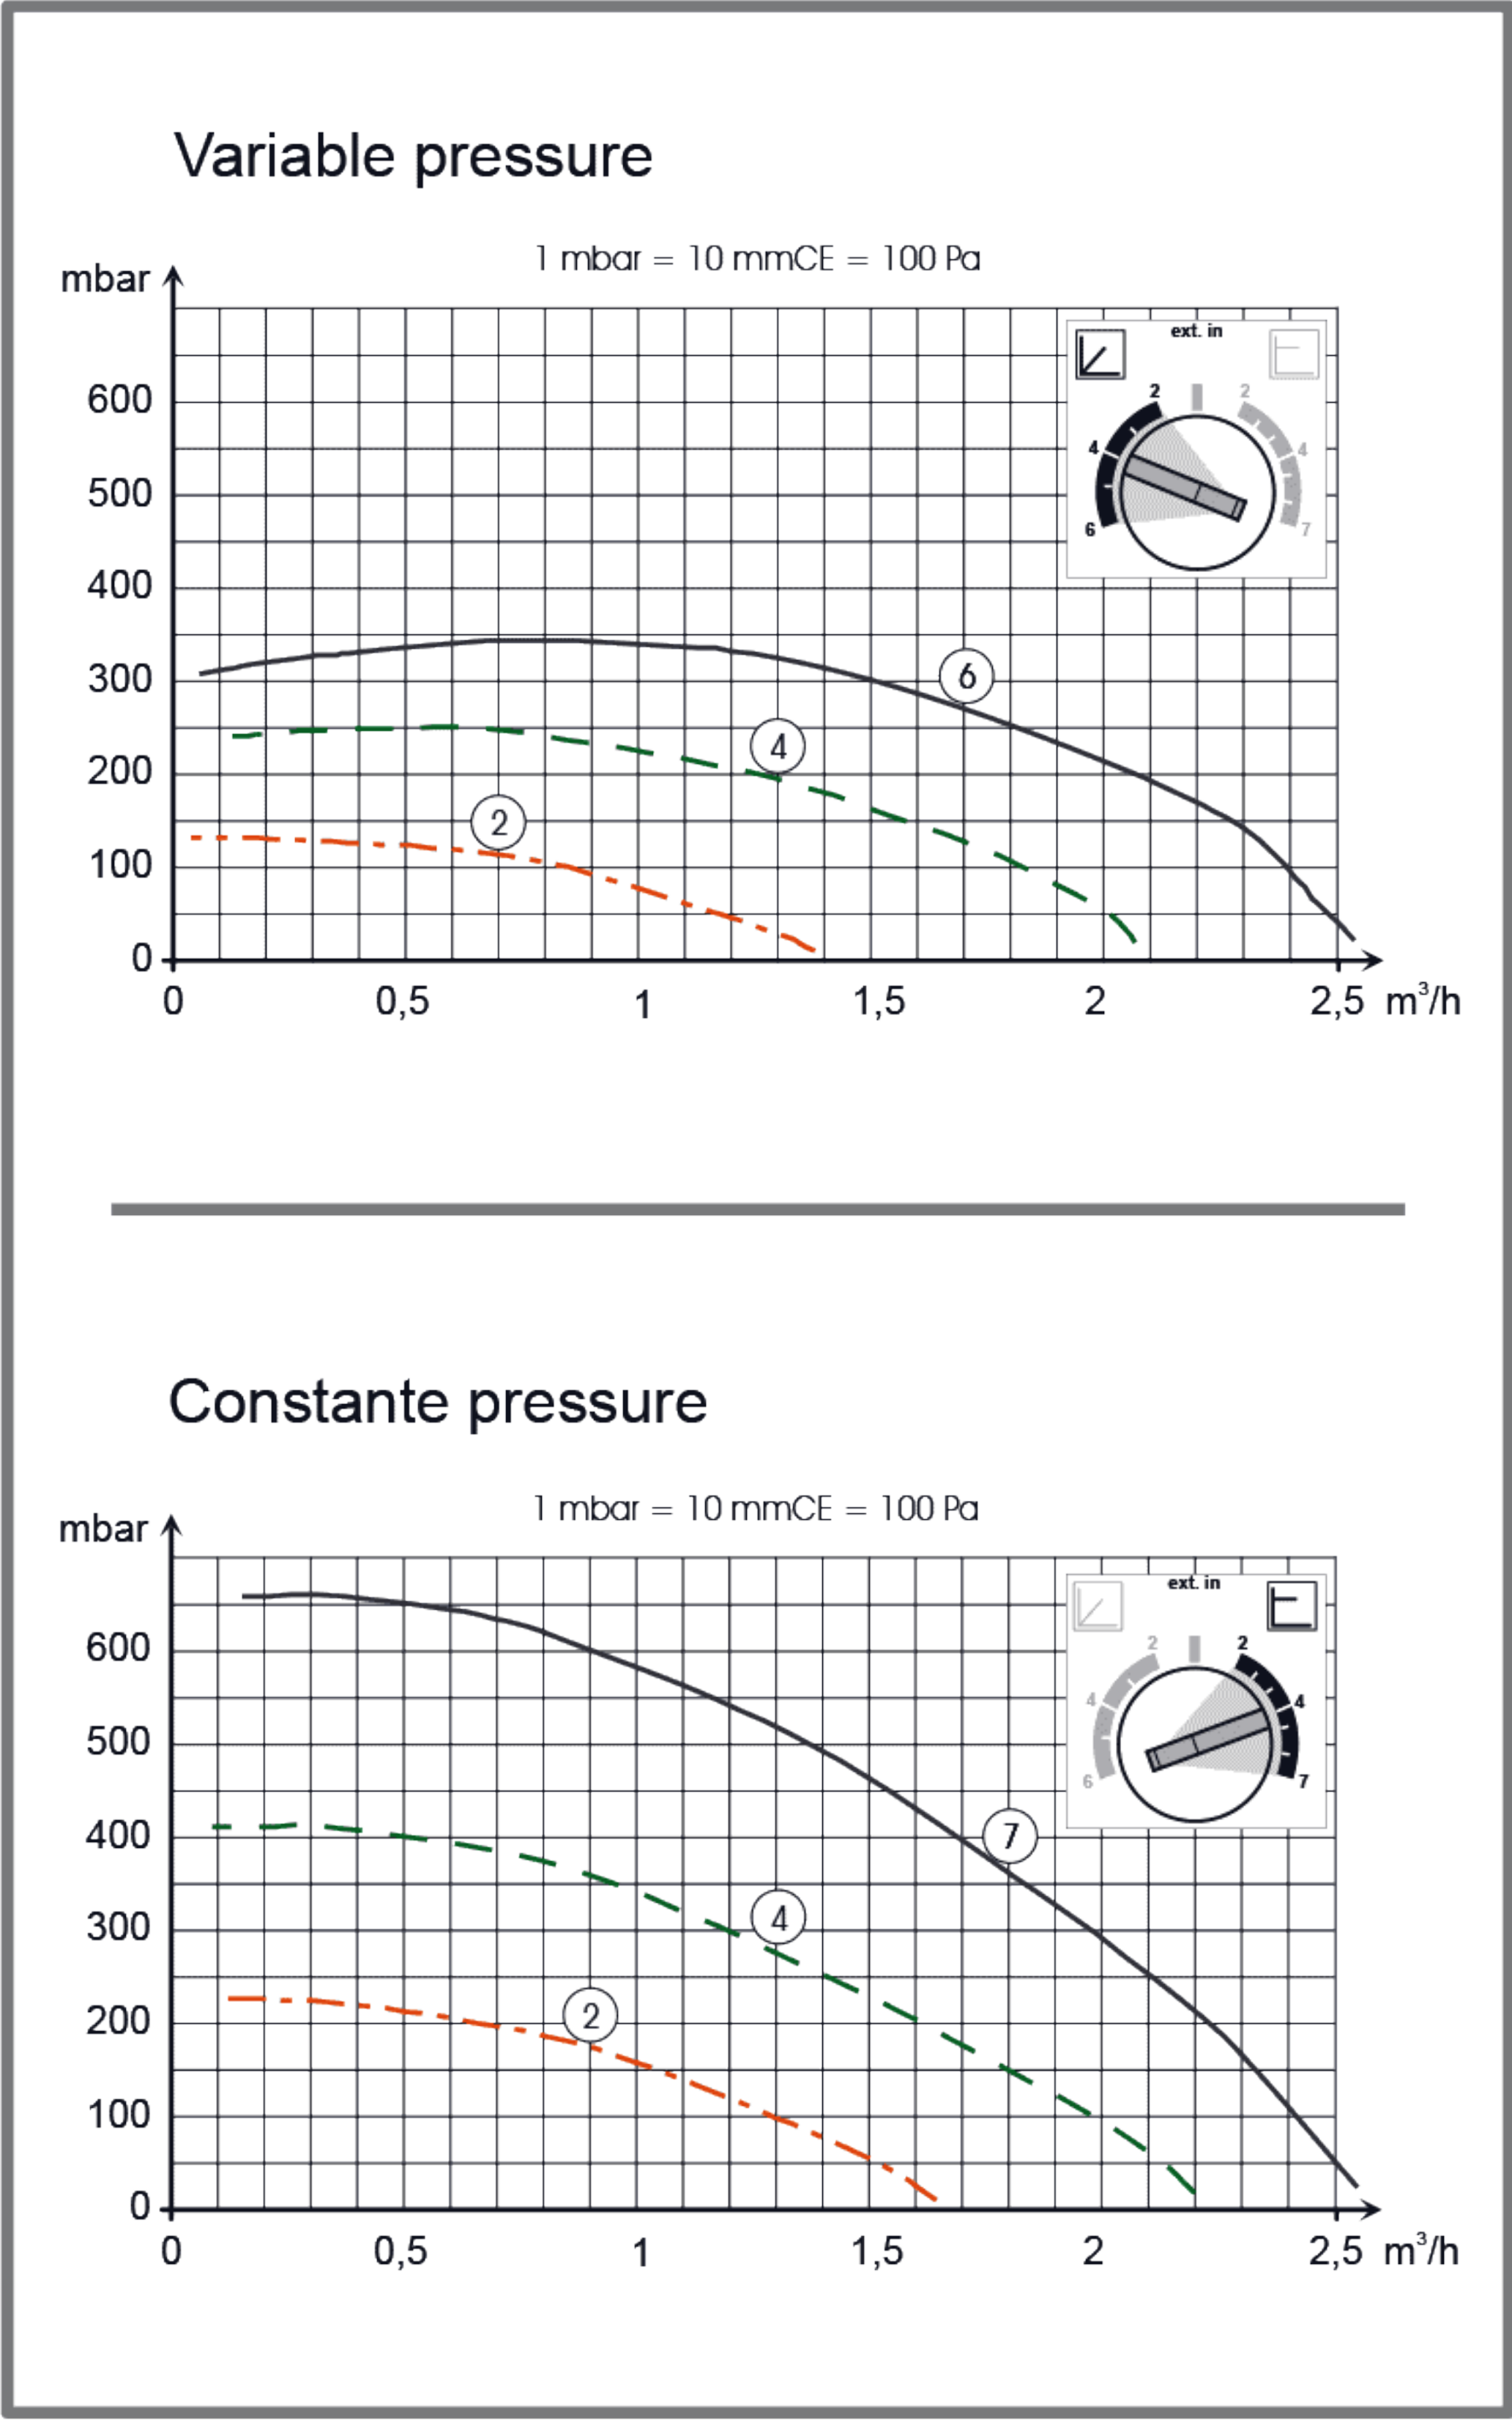 Variable pressure
1 mbar = 10 mmCE = 100 Pa
mbar
ext. in
2 2
4 4
6 7
600
500
400
300
200
100
0
6
4
2
0 0,5 1 1,5 2 2,5 m³/h
Constante pressure
1 mbar = 10 mmCE = 100 Pa
mbar
ext. in
2 2
4 4
6 7
600
500
400
300
200
100
0
7
4
2
0 0,5 1 1,5 2 2,5 m³/h